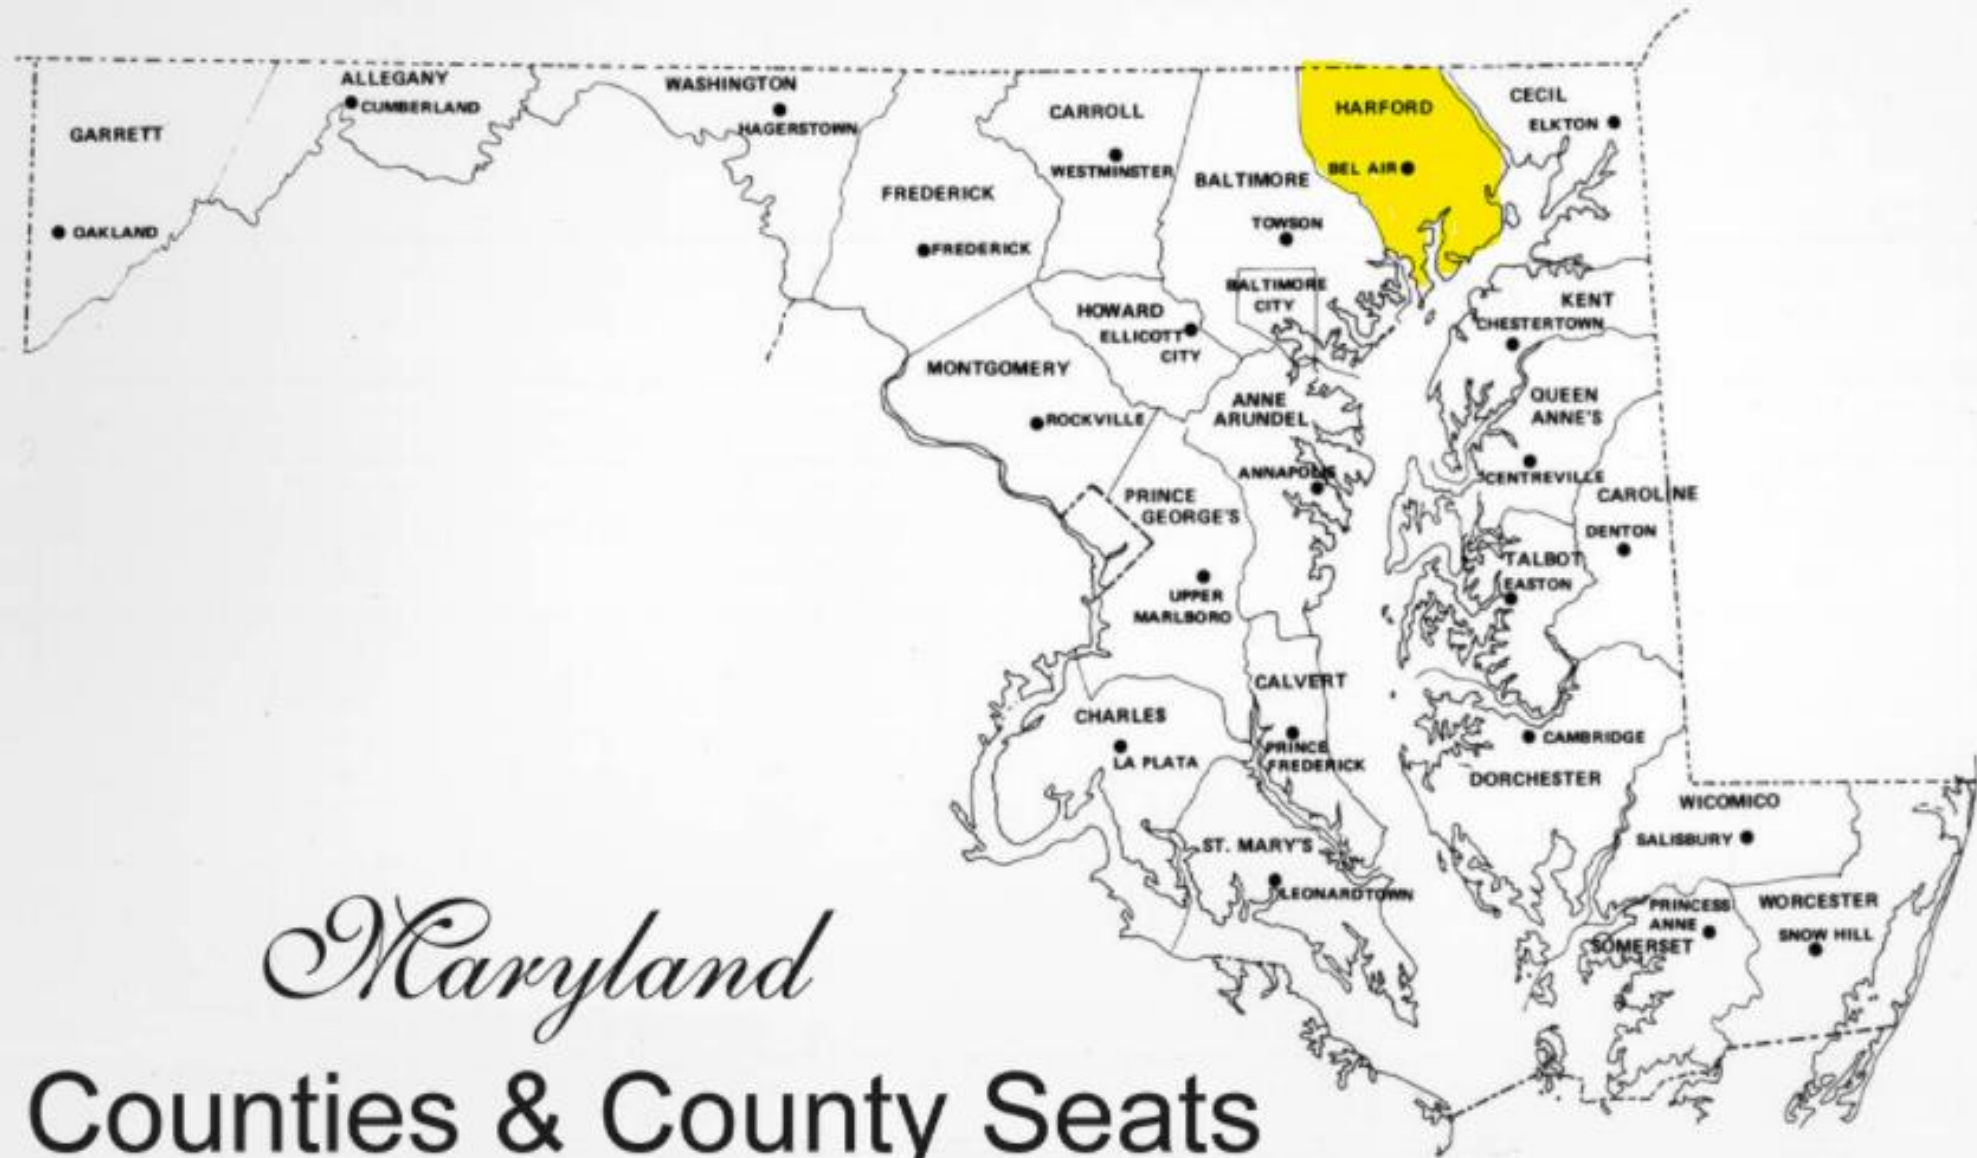 GARRETT
OAKLAND
ALLEGANY
CUMBERLAND
WASHINGTON
HAGERSTOWN
FREDERICK
FREDERICK
CARROLL
WESTMINSTER
BALTIMORE
TOWSON
BALTIMORE
CITY
HARFORD
BEL AIR
CECIL
ELKTON
KENT
CHESTERTOWN
HOWARD
ELLICOTT
CITY
MONTGOMERY
ROCKVILLE
ANNE
ARUNDEL
ANNAPOLIS
QUEEN
ANNE'S
CENTREVILLE
CAROLINE
DENTON
PRINCE
GEORGE'S
UPPER
MARLBORO
TALBOT
EASTON
CALVERT
PRINCE
FREDERICK
CHARLES
LA PLATA
CAMBRIDGE
DORCHESTER
ST. MARY'S
LEONARDTOWN
WICOMICO
SALISBURY
PRINCESS
ANNE
SOMERSET
WORCESTER
SNOW HILL
Maryland
Counties & County Seats